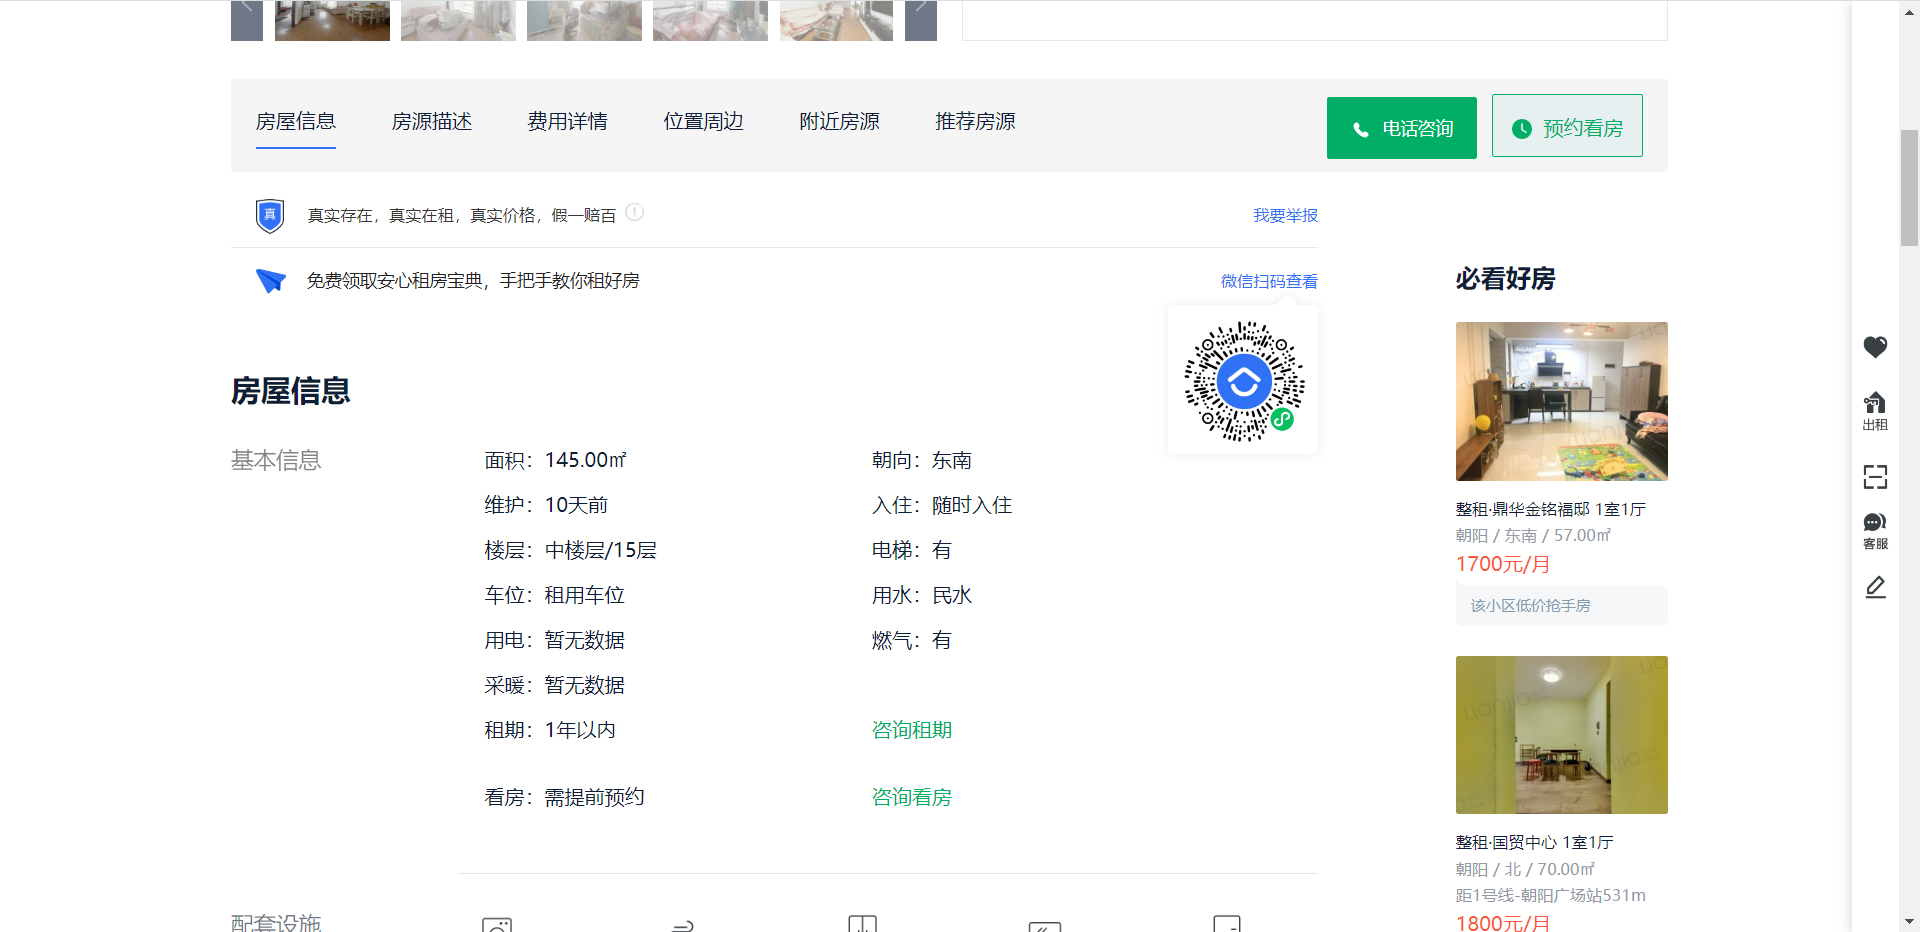 房屋信息 房源描述 费用详情 位置周边 附近房源 推荐房源 电话咨询 预约看房
真
真实存在，真实在租，真实价格，假一赔百
我要举报
免费领取安心租房宝典，手把手教你租好房
微信扫码查看
房屋信息
基本信息
面积：145.00㎡ 朝向：东南
维护：10天前 入住：随时入住
楼层：中楼层/15层 电梯：有
车位：租用车位 用水：民水
用电：暂无数据 燃气：有
采暖：暂无数据
租期：1年以内 咨询租期
看房：需提前预约 咨询看房
配套设施
必看好房
整租·鼎华金铭福邸 1室1厅
朝阳 / 东南 / 57.00㎡
1700元/月
该小区低价抢手房
lianjia
整租·国贸中心 1室1厅
朝阳 / 北 / 70.00㎡
距1号线-朝阳广场站531m
1800元/月
出租
客服